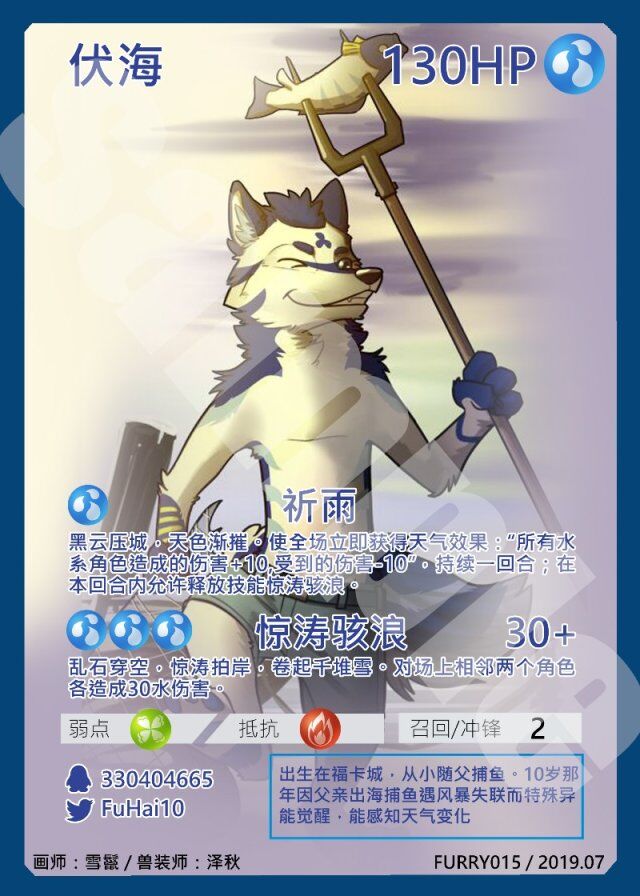 伏海
130HP
祈雨
黑云压城，天色渐摧。使全场立即获得天气效果：“所有水
系角色造成的伤害+10,受到的伤害-10”，持续一回合；在
本回合内允许释放技能惊涛骇浪。
惊涛骇浪 30+
乱石穿空，惊涛拍岸，卷起千堆雪。对场上相邻两个角色
各造成30水伤害。
弱点 抵抗 召回/冲锋 2
330404665
FuHai10
出生在福卡城，从小随父捕鱼。10岁那
年因父亲出海捕鱼遇风暴失联而特殊异
能觉醒，能感知天气变化
画师：雪鬣 / 兽装师：泽秋
FURRY015 / 2019.07